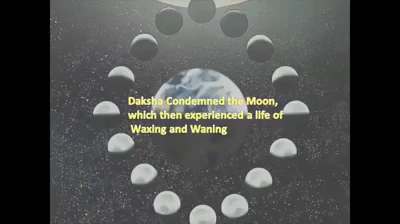 Daksha Condemned the Moon,
which then experienced a life of
Waxing and Waning